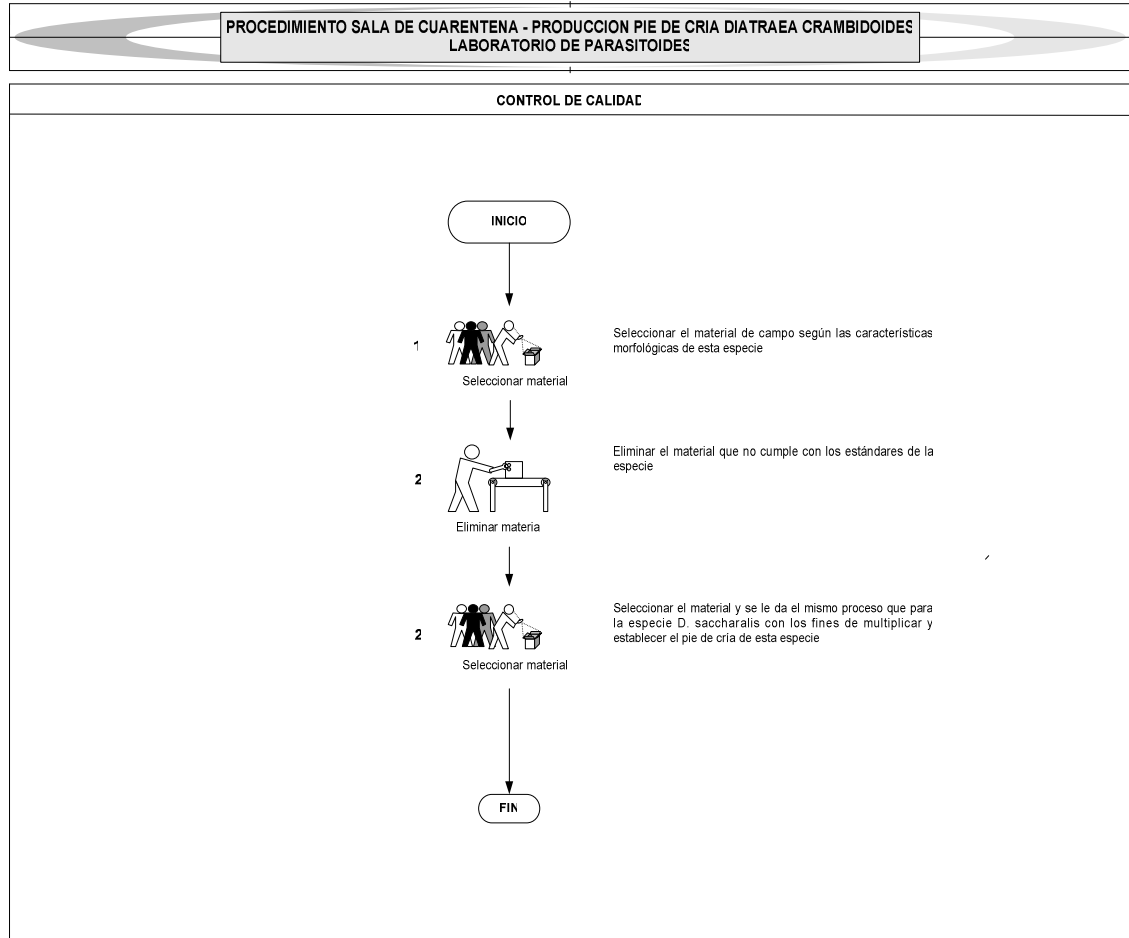 PROCEDIMIENTO SALA DE CUARENTENA - PRODUCCION PIE DE CRIA DIATRAEA CRAMBIDOIDES
LABORATORIO DE PARASITOIDES
CONTROL DE CALIDAD
INICIO
1
Seleccionar el material de campo según las características
morfológicas de esta especie
Seleccionar material
2
Eliminar el material que no cumple con los estándares de la
especie
Eliminar materia
2
Seleccionar el material y se le da el mismo proceso que para
la especie D. saccharalis con los fines de multiplicar y
establecer el pie de cría de esta especie
Seleccionar material
FIN